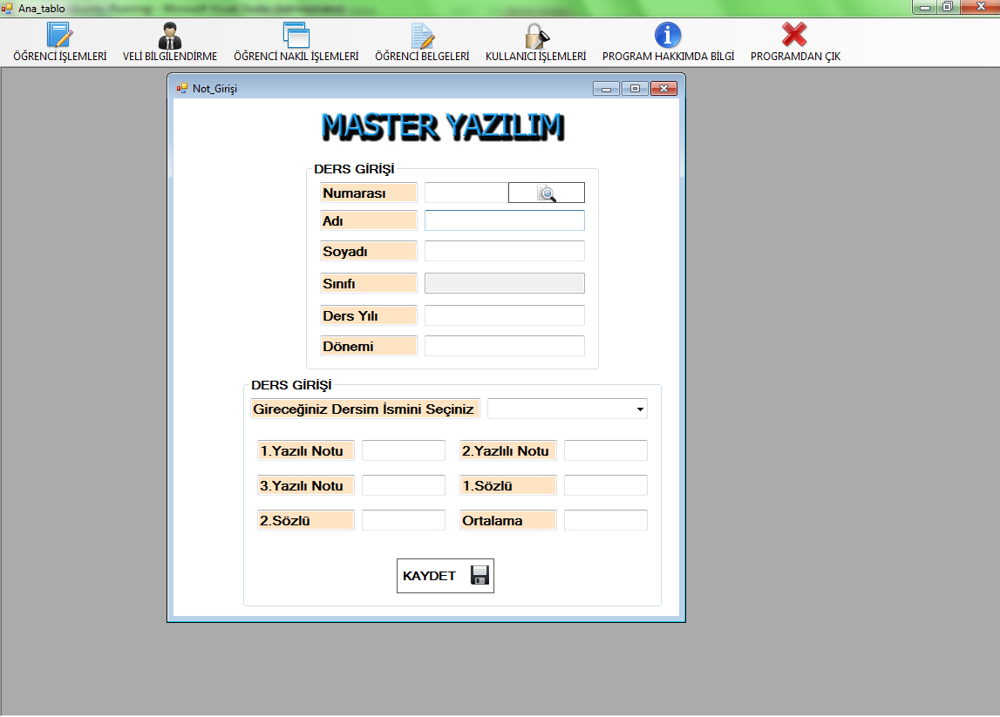 Ana_tablo
ÖĞRENCİ İŞLEMLERİ VELİ BİLGİLENDİRME ÖĞRENCİ NAKİL İŞLEMLERİ ÖĞRENCİ BELGELERİ KULLANICI İŞLEMLERİ PROGRAM HAKKIMDA BİLGİ PROGRAMDAN ÇIK
Not_Girişi
MASTER YAZILIM
DERS GİRİŞİ
Numarası
Adı
Soyadı
Sınıfı
Ders Yılı
Dönemi
DERS GİRİŞİ
Gireceğiniz Dersim İsmini Seçiniz
1.Yazılı Notu 2.Yazlılı Notu
3.Yazılı Notu 1.Sözlü
2.Sözlü Ortalama
KAYDET